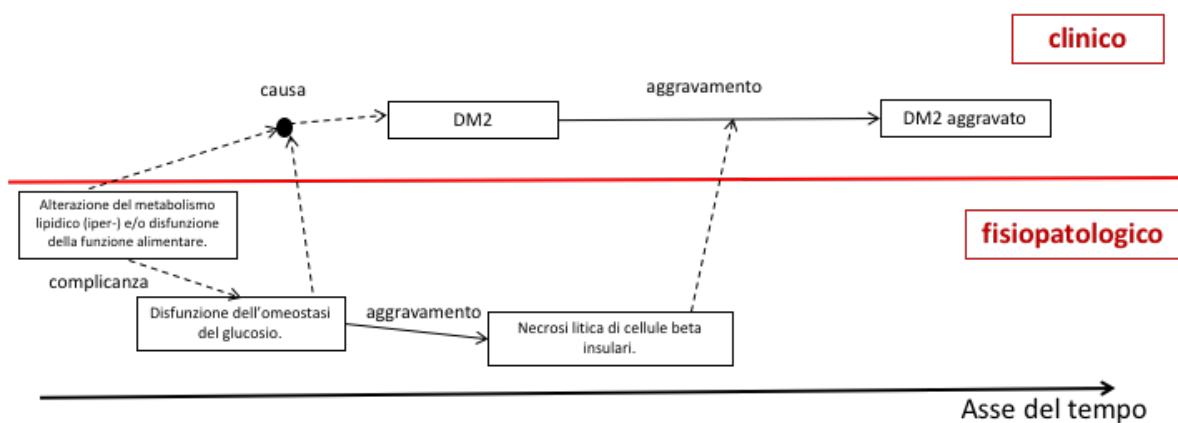 clinico
causa
aggravamento
DM2
DM2 aggravato
Alterazione del metabolismo
lipidico (iper-) e/o disfunzione
della funzione alimentare.
fisiopatologico
complicanza
Disfunzione dell'omeostasi
del glucosio.
aggravamento
Necrosi litica di cellule beta
insulari.
Asse del tempo